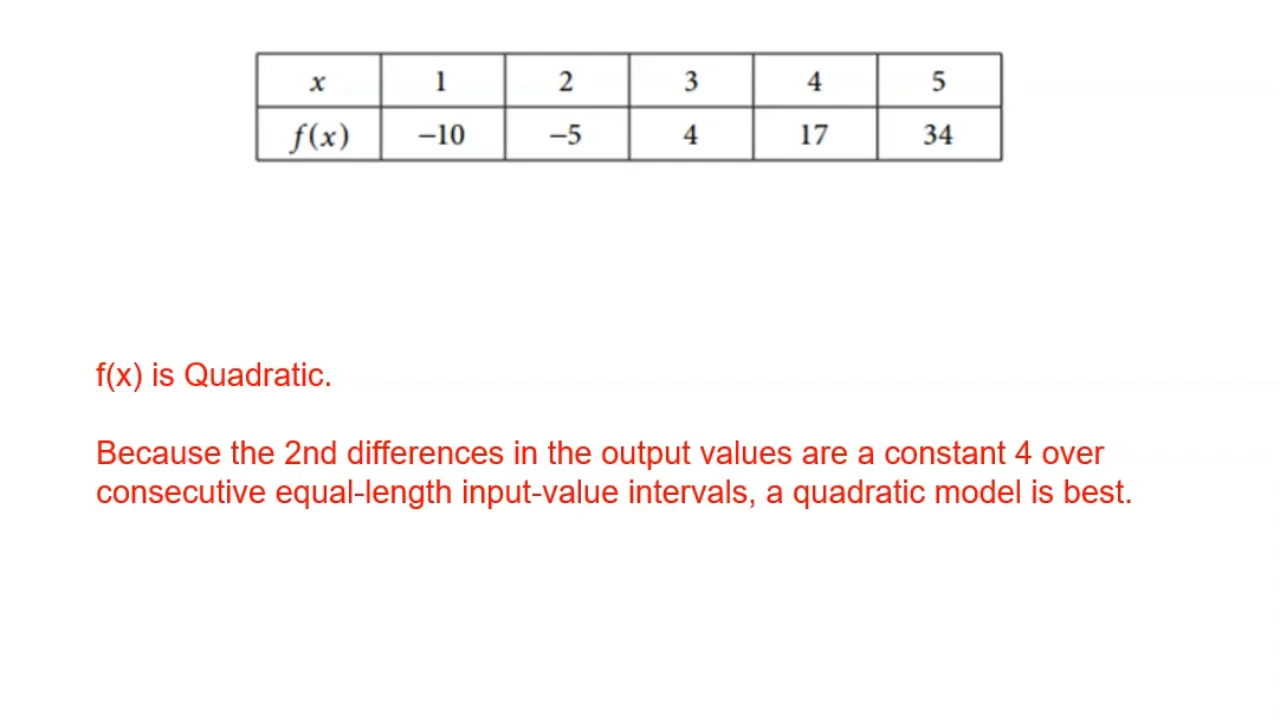 x 1 2 3 4 5
f(x) −10 −5 4 17 34
f(x) is Quadratic.
Because the 2nd differences in the output values are a constant 4 over
consecutive equal-length input-value intervals, a quadratic model is best.